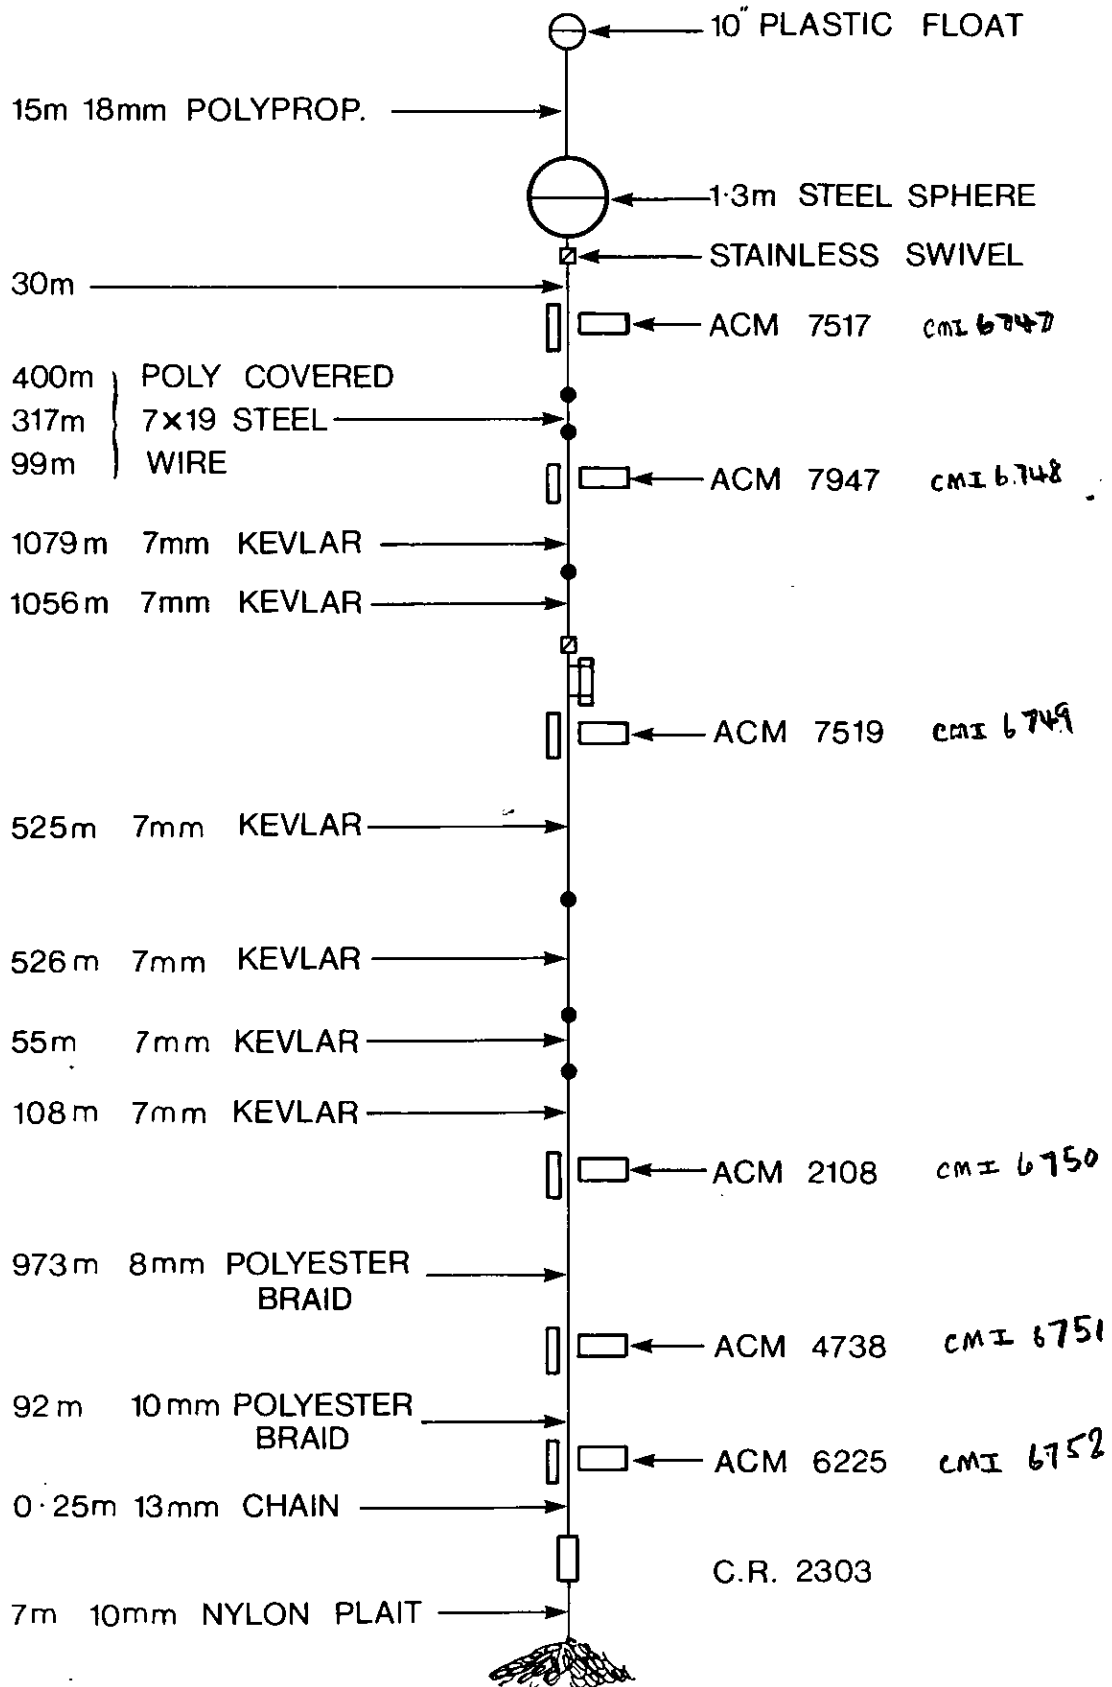 10" PLASTIC FLOAT
15m 18mm POLYPROP.
1·3m STEEL SPHERE
STAINLESS SWIVEL
30m
ACM 7517 CMI 6747
400m POLY COVERED
317m 7×19 STEEL
99m WIRE
ACM 7947 CMI 6748
1079m 7mm KEVLAR
1056m 7mm KEVLAR
ACM 7519 CMI 6749
525m 7mm KEVLAR
526m 7mm KEVLAR
55m 7mm KEVLAR
108m 7mm KEVLAR
ACM 2108 CMI 6750
973m 8mm POLYESTER
BRAID
ACM 4738 CMI 6751
92m 10mm POLYESTER
BRAID
ACM 6225 CMI 6752
0·25m 13mm CHAIN
C.R. 2303
7m 10mm NYLON PLAIT